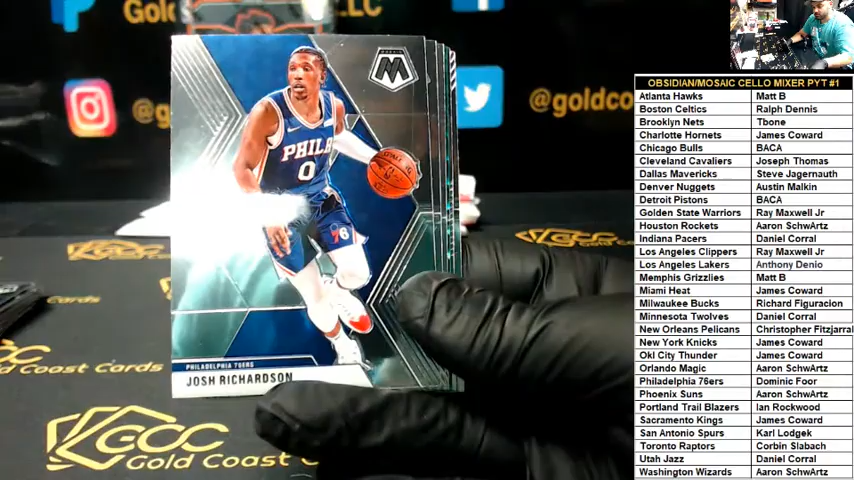 LLC
@goldco
MOSAIC
M
PHILA
0
76
PHILADELPHIA 76ERS
JOSH RICHARDSON
Cards
oast Cards
GCC
Gold Coast Cards
OBSIDIAN/MOSAIC CELLO MIXER PYT #1
Atlanta Hawks Matt B
Boston Celtics Ralph Dennis
Brooklyn Nets Tbone
Charlotte Hornets James Coward
Chicago Bulls BACA
Cleveland Cavaliers Joseph Thomas
Dallas Mavericks Steve Jagernauth
Denver Nuggets Austin Malkin
Detroit Pistons BACA
Golden State Warriors Ray Maxwell Jr
Houston Rockets Aaron SchwArtz
Indiana Pacers Daniel Corral
Los Angeles Clippers Ray Maxwell Jr
Los Angeles Lakers Anthony Denio
Memphis Grizzlies Matt B
Miami Heat James Coward
Milwaukee Bucks Richard Figuracion
Minnesota Twolves Daniel Corral
New Orleans Pelicans Christopher Fitzjarral
New York Knicks James Coward
Okl City Thunder James Coward
Orlando Magic Aaron SchwArtz
Philadelphia 76ers Dominic Foor
Phoenix Suns Aaron SchwArtz
Portland Trail Blazers Ian Rockwood
Sacramento Kings James Coward
San Antonio Spurs Karl Lodgek
Toronto Raptors Corbin Slabach
Utah Jazz Daniel Corral
Washington Wizards Aaron SchwArtz